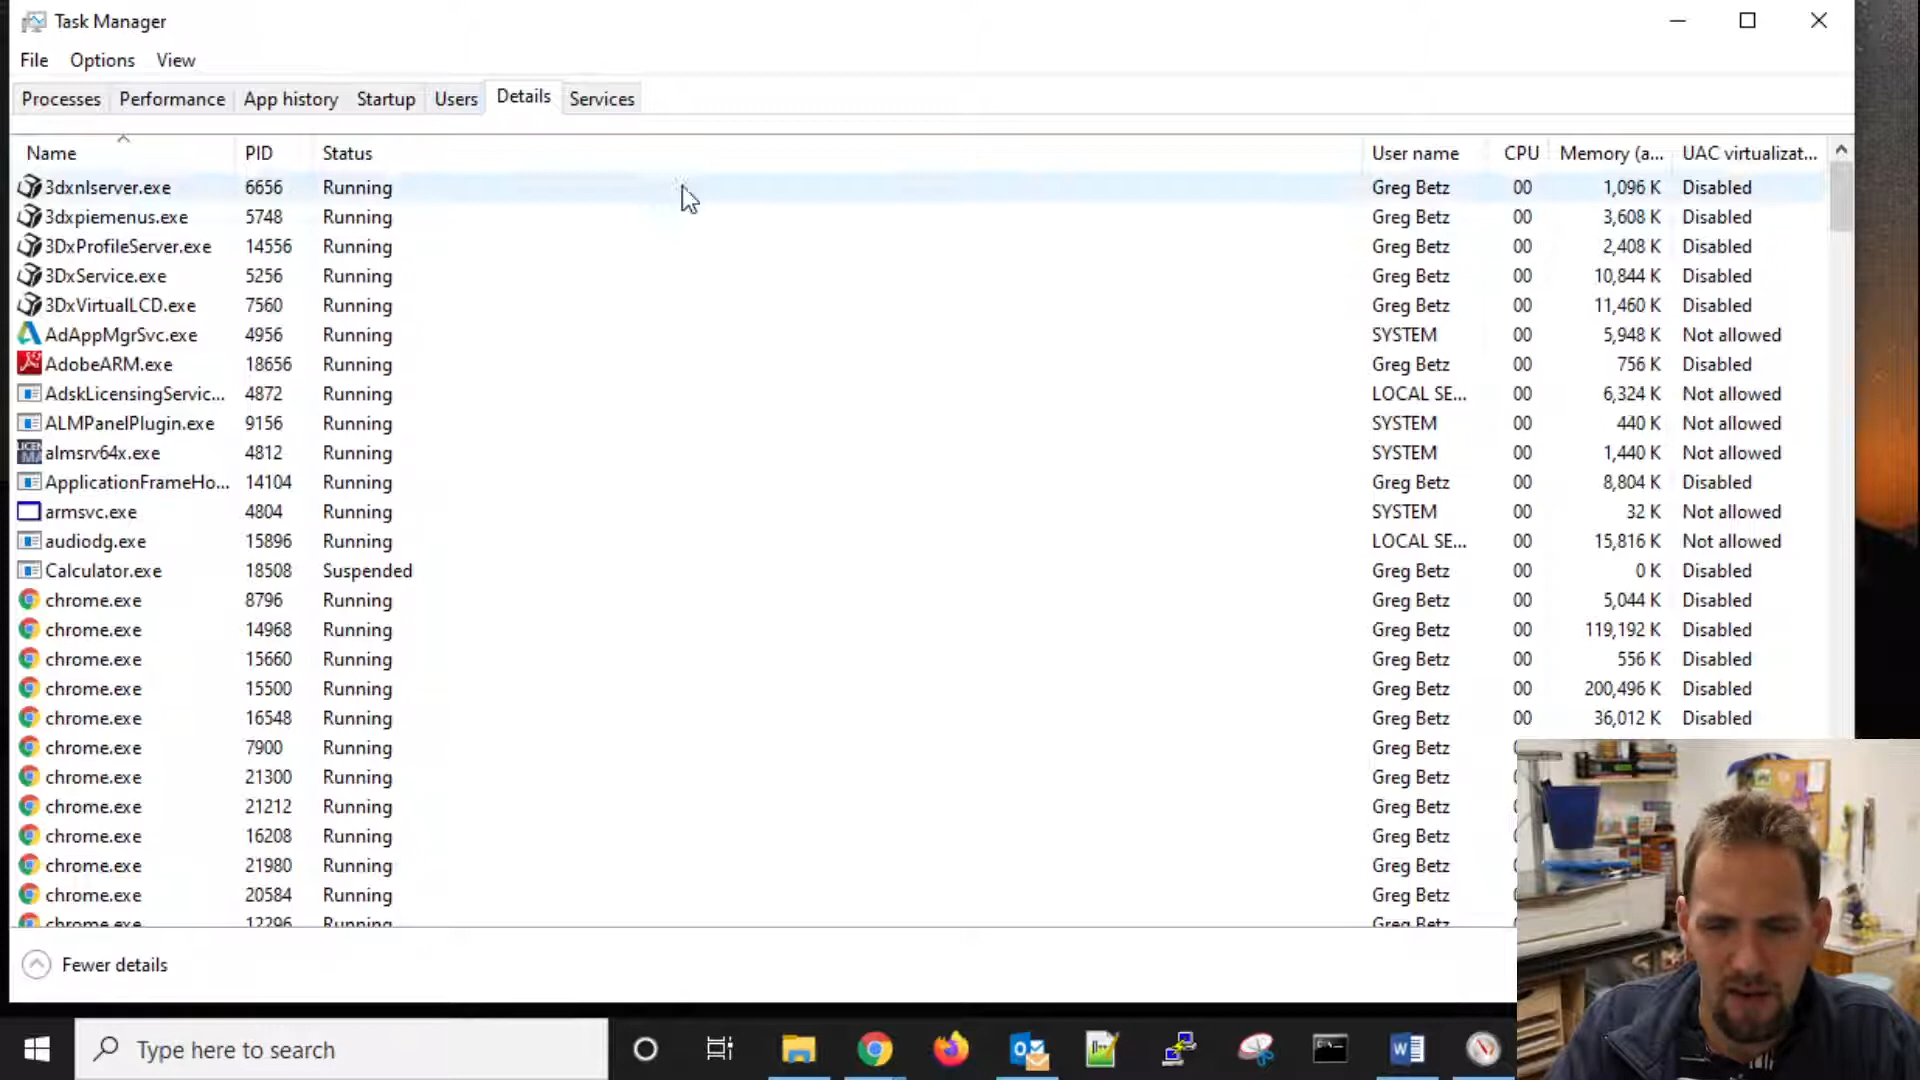 Task Manager
File Options View
Processes Performance App history Startup Users Details Services
Name PID Status User name CPU Memory (a... UAC virtualizat...
3dxnlserver.exe 6656 Running Greg Betz 00 1,096 K Disabled
3dxpiemenus.exe 5748 Running Greg Betz 00 3,608 K Disabled
3DxProfileServer.exe 14556 Running Greg Betz 00 2,408 K Disabled
3DxService.exe 5256 Running Greg Betz 00 10,844 K Disabled
3DxVirtualLCD.exe 7560 Running Greg Betz 00 11,460 K Disabled
AdAppMgrSvc.exe 4956 Running SYSTEM 00 5,948 K Not allowed
AdobeARM.exe 18656 Running Greg Betz 00 756 K Disabled
AdskLicensingServic... 4872 Running LOCAL SE... 00 6,324 K Not allowed
ALMPanelPlugin.exe 9156 Running SYSTEM 00 440 K Not allowed
almsrv64x.exe 4812 Running SYSTEM 00 1,440 K Not allowed
ApplicationFrameHo... 14104 Running Greg Betz 00 8,804 K Disabled
armsvc.exe 4804 Running SYSTEM 00 32 K Not allowed
audiodg.exe 15896 Running LOCAL SE... 00 15,816 K Not allowed
Calculator.exe 18508 Suspended Greg Betz 00 0 K Disabled
chrome.exe 8796 Running Greg Betz 00 5,044 K Disabled
chrome.exe 14968 Running Greg Betz 00 119,192 K Disabled
chrome.exe 15660 Running Greg Betz 00 556 K Disabled
chrome.exe 15500 Running Greg Betz 00 200,496 K Disabled
chrome.exe 16548 Running Greg Betz 00 36,012 K Disabled
chrome.exe 7900 Running Greg Betz
chrome.exe 21300 Running Greg Betz
chrome.exe 21212 Running Greg Betz
chrome.exe 16208 Running Greg Betz
chrome.exe 21980 Running Greg Betz
chrome.exe 20584 Running Greg Betz
chrome.exe 12296 Running Greg Betz
Fewer details
Type here to search